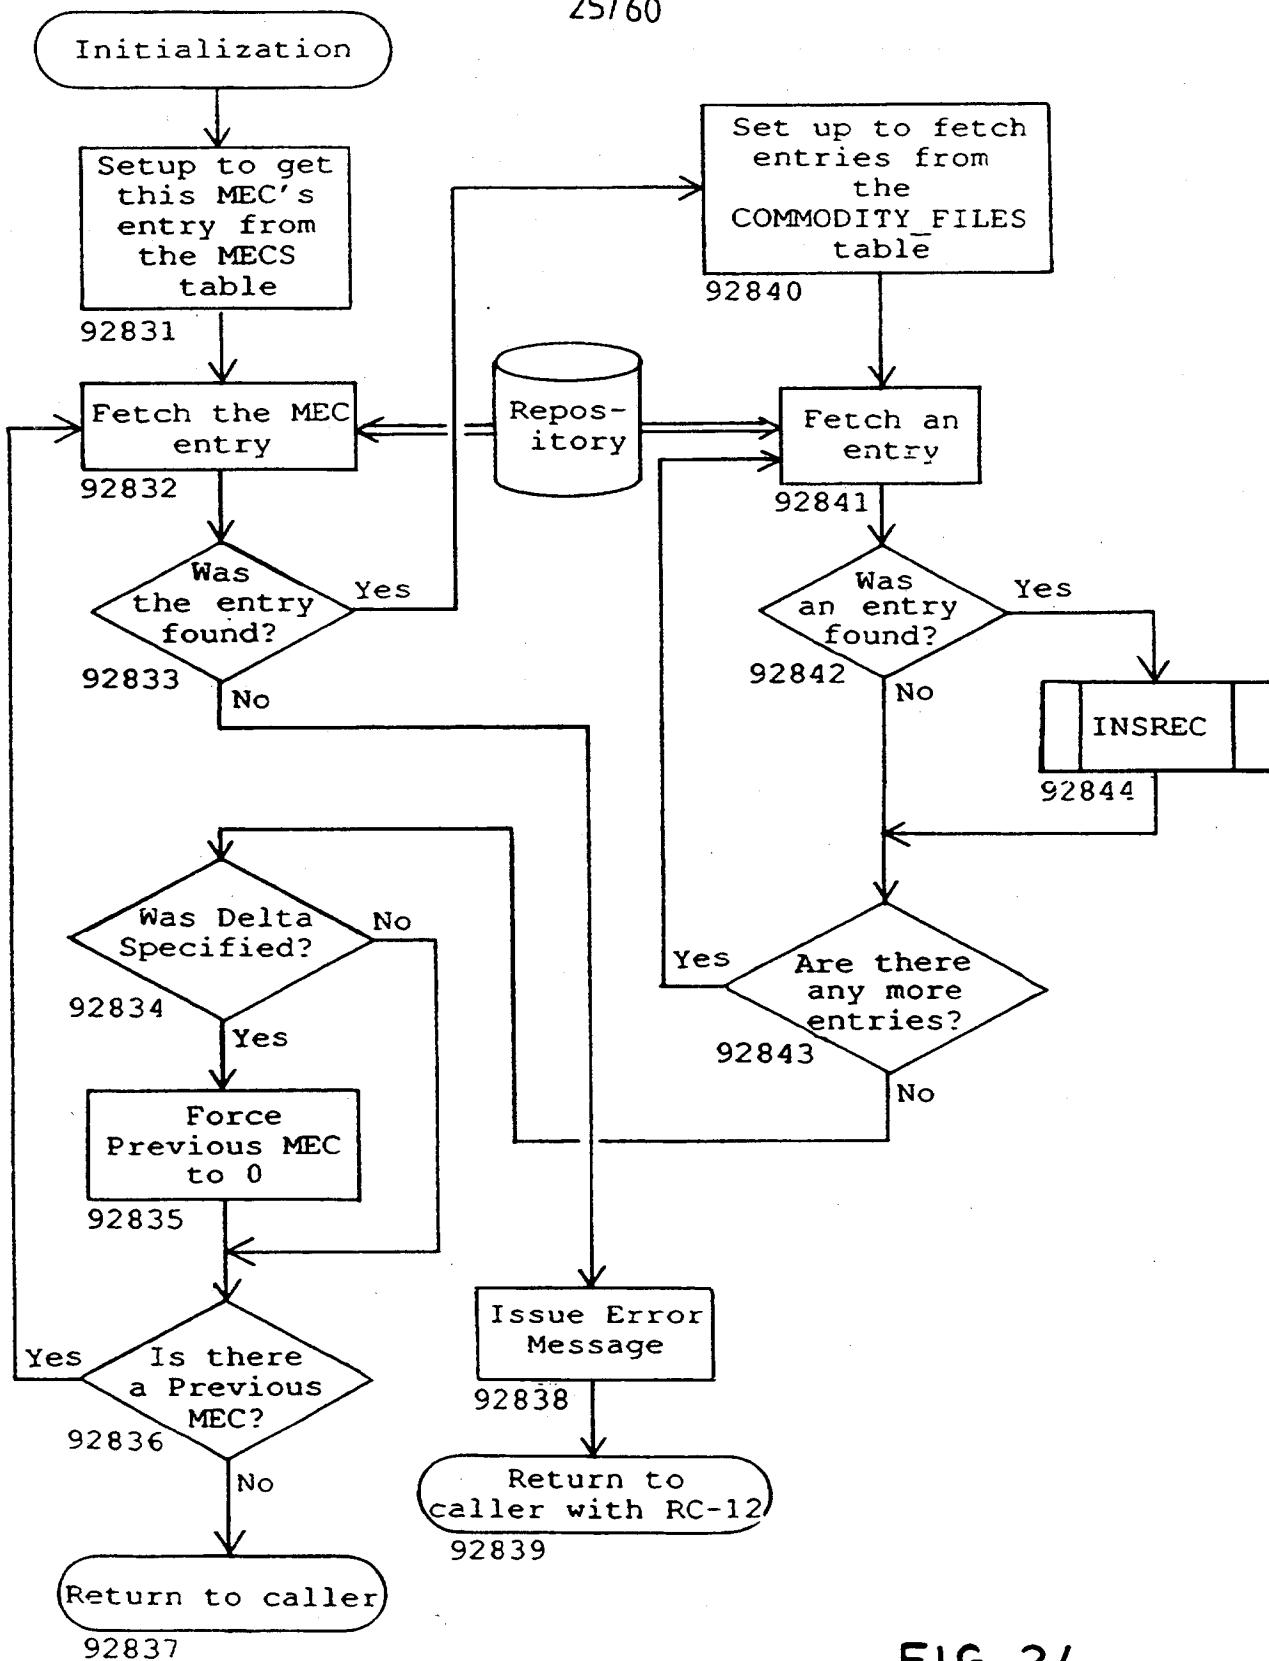 25/60
Initialization
Setup to get
this MEC's
entry from
the MECS
table
92831
Set up to fetch
entries from
the
COMMODITY_FILES
table
92840
Fetch the MEC
entry
92832
Repos-
itory
Fetch an
entry
92841
Was
the entry
found?
Yes
92833
No
Was
an entry
found?
Yes
92842
No
INSREC
92844
Was Delta
Specified?
No
92834
Yes
Are there
any more
entries?
Yes
92843
No
Force
Previous MEC
to 0
92835
Is there
a Previous
MEC?
Yes
92836
No
Issue Error
Message
92838
Return to
caller with RC-12
92839
Return to caller
92837
FIG.